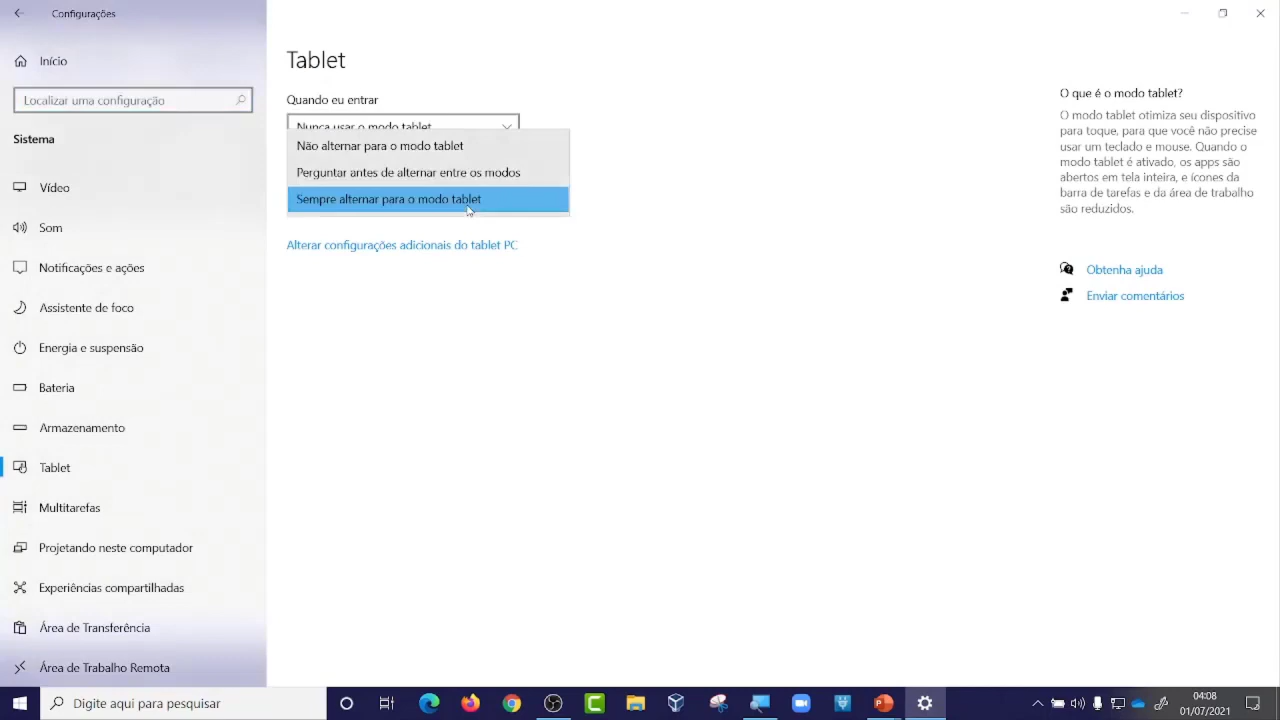 Configurações
Início
Localizar uma configuração
Sistema
Vídeo
Som
Notificações e ações
Assistente de foco
Energia e suspensão
Bateria
Armazenamento
Tablet
Multitarefas
Projetando neste computador
Experiências compartilhadas
Área de Transferência
Área de Trabalho Remota
Tablet
Quando eu entrar
Nunca usar o modo tablet
Não alternar para o modo tablet
Perguntar antes de alternar entre os modos
Sempre alternar para o modo tablet
Alterar configurações adicionais do tablet PC
O que é o modo tablet?
O modo tablet otimiza seu dispositivo
para toque, para que você não precise
usar um teclado e mouse. Quando o
modo tablet é ativado, os apps são
abertos em tela inteira, e ícones da
barra de tarefas e da área de trabalho
são reduzidos.
Obtenha ajuda
Enviar comentários
Digite aqui para pesquisar
04:08
01/07/2021